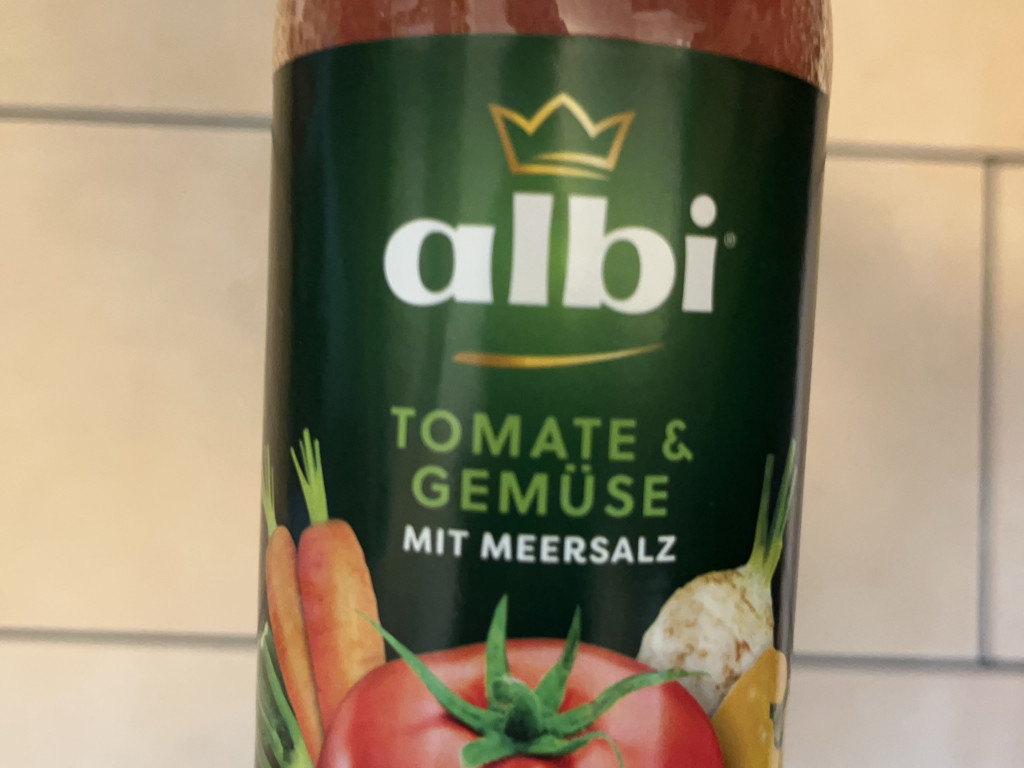 albi®
TOMATE &
GEMÜSE
MIT MEERSALZ